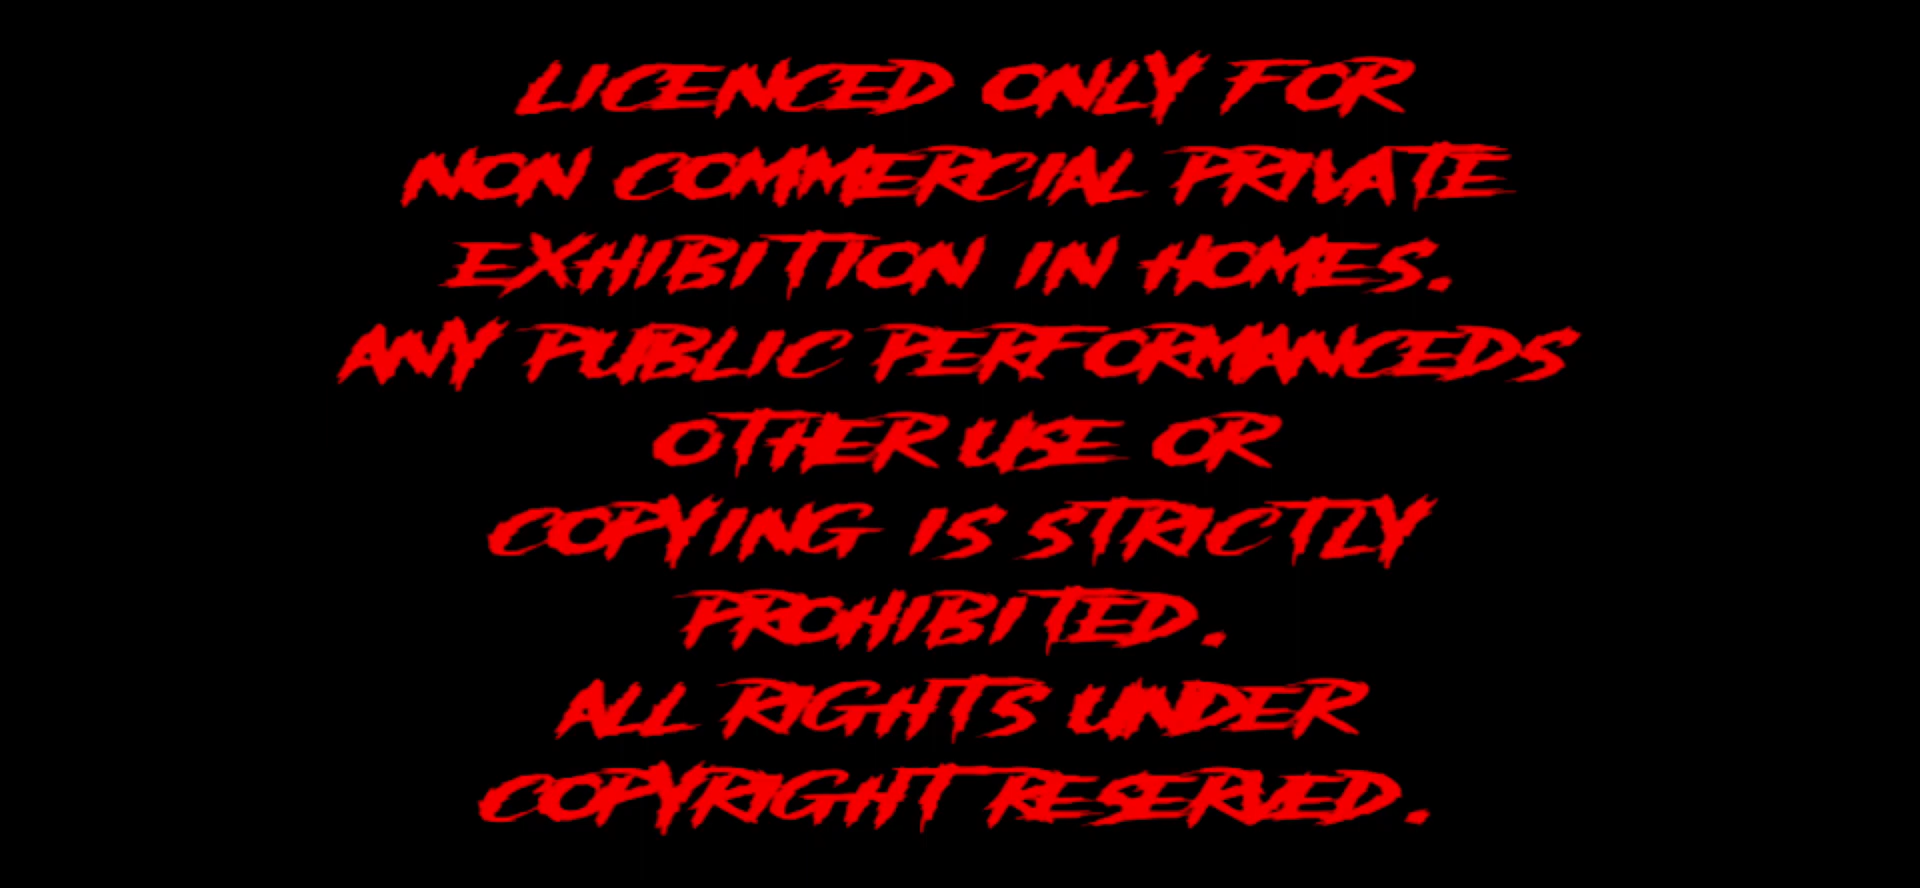 LICENCED ONLY FOR
NON COMMERCIAL PRIVATE
EXHIBITION IN HOMES.
ANY PUBLIC PERFORMANCEDS
OTHER USE OR
COPYING IS STRICTLY
PROHIBITED.
ALL RIGHTS UNDER
COPYRIGHT RESERVED.